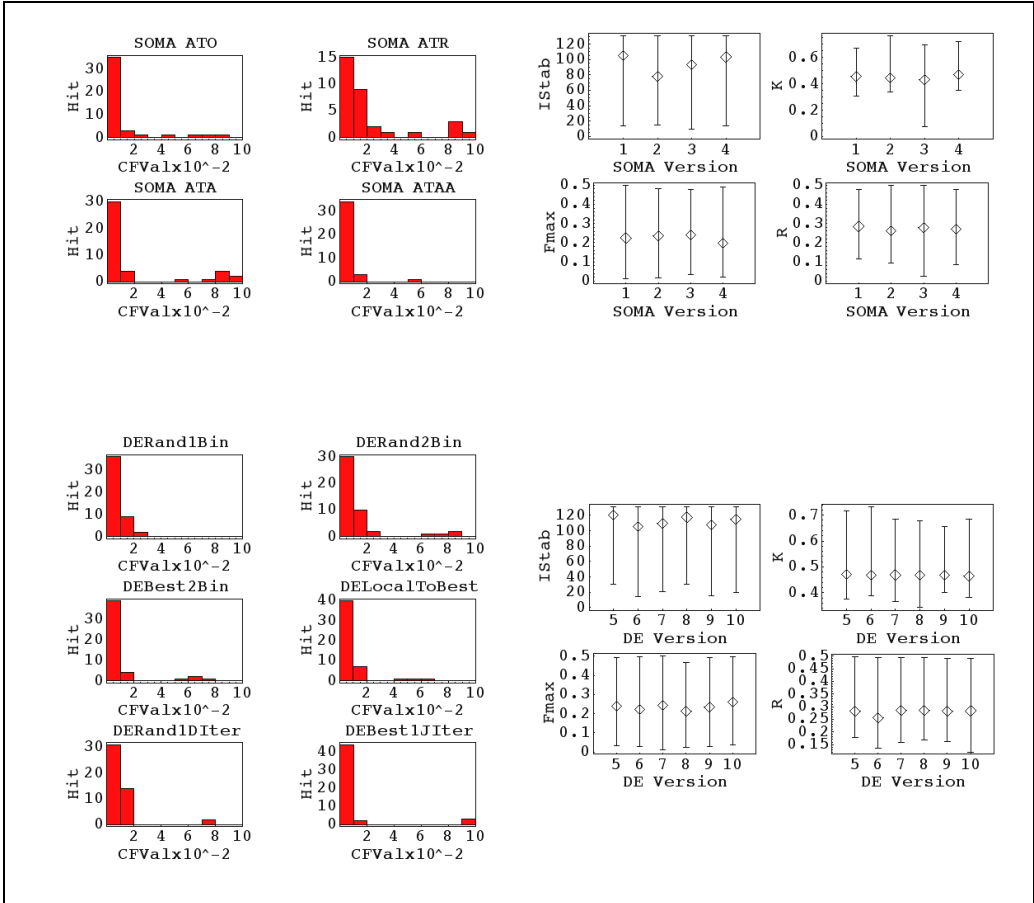 SOMA ATO
Hit
30
20
10
0
2 4 6 8 10
CFValx10^-2
SOMA ATR
Hit
15
10
5
0
2 4 6 8 10
CFValx10^-2
SOMA ATA
Hit
30
20
10
0
2 4 6 8 10
CFValx10^-2
SOMA ATAA
Hit
30
20
10
0
2 4 6 8 10
CFValx10^-2
IStab
120
100
80
60
40
20
0
1 2 3 4
SOMA Version
K
0.6
0.4
0.2
0
1 2 3 4
SOMA Version
Fmax
0.5
0.4
0.3
0.2
0.1
0
1 2 3 4
SOMA Version
R
0.5
0.4
0.3
0.2
0.1
0
1 2 3 4
SOMA Version
DERand1Bin
Hit
30
20
10
0
2 4 6 8 10
CFValx10^-2
DERand2Bin
Hit
30
20
10
0
2 4 6 8 10
CFValx10^-2
DEBest2Bin
Hit
30
20
10
0
2 4 6 8 10
CFValx10^-2
DELocalToBest
Hit
40
30
20
10
0
2 4 6 8 10
CFValx10^-2
DERand1DIter
Hit
30
20
10
0
2 4 6 8 10
CFValx10^-2
DEBest1JIter
Hit
40
30
20
10
0
2 4 6 8 10
CFValx10^-2
IStab
120
100
80
60
40
20
0
5 6 7 8 9 10
DE Version
K
0.7
0.6
0.5
0.4
5 6 7 8 9 10
DE Version
Fmax
0.5
0.4
0.3
0.2
0.1
0
5 6 7 8 9 10
DE Version
R
0.5
0.45
0.4
0.35
0.3
0.25
0.2
0.15
5 6 7 8 9 10
DE Version